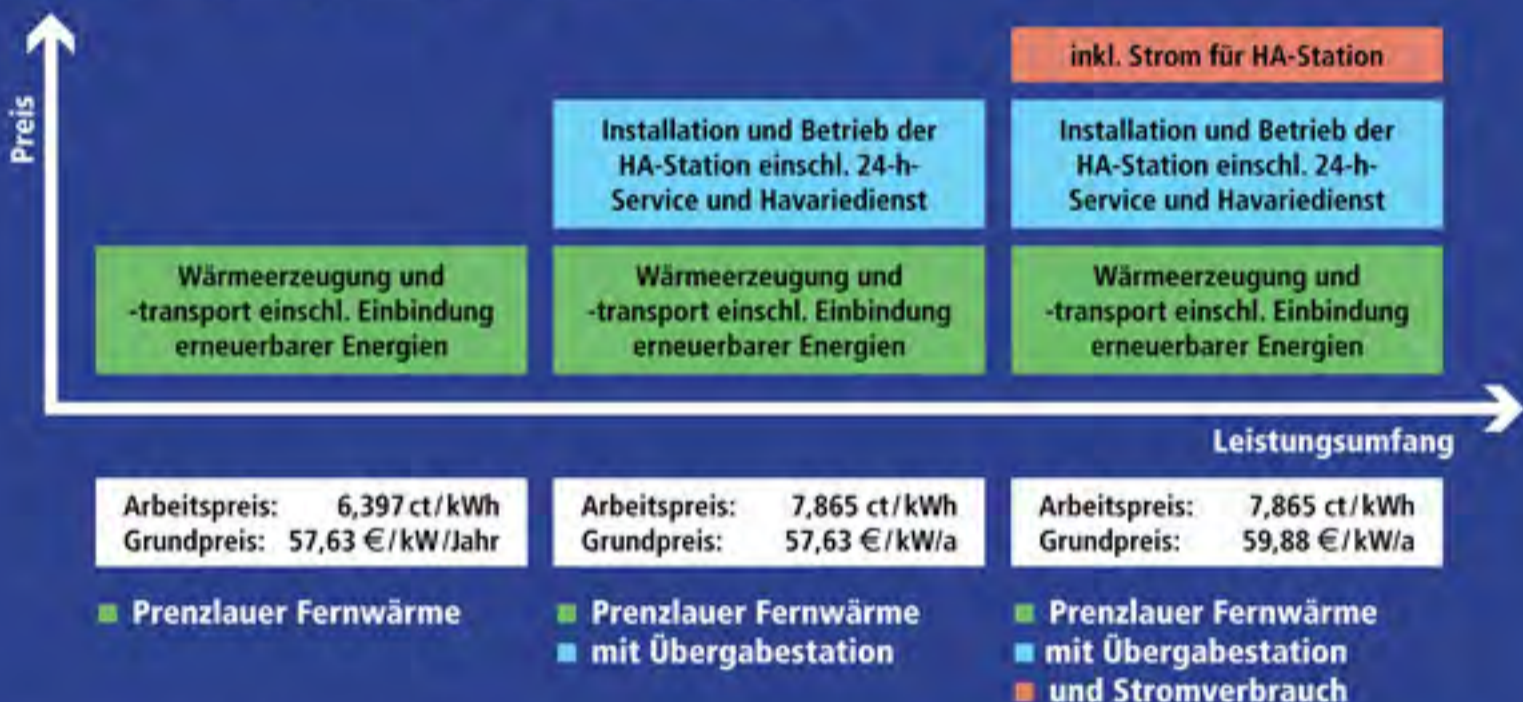 Preis
inkl. Strom für HA-Station
Installation und Betrieb der
HA-Station einschl. 24-h-
Service und Havariedienst
Installation und Betrieb der
HA-Station einschl. 24-h-
Service und Havariedienst
Wärmeerzeugung und
-transport einschl. Einbindung
erneuerbarer Energien
Wärmeerzeugung und
-transport einschl. Einbindung
erneuerbarer Energien
Wärmeerzeugung und
-transport einschl. Einbindung
erneuerbarer Energien
Leistungsumfang
Arbeitspreis: 6,397 ct/kWh
Grundpreis: 57,63 €/kW/Jahr
Arbeitspreis: 7,865 ct/kWh
Grundpreis: 57,63 €/kW/a
Arbeitspreis: 7,865 ct/kWh
Grundpreis: 59,88 €/kW/a
Prenzlauer Fernwärme
Prenzlauer Fernwärme
mit Übergabestation
Prenzlauer Fernwärme
mit Übergabestation
und Stromverbrauch